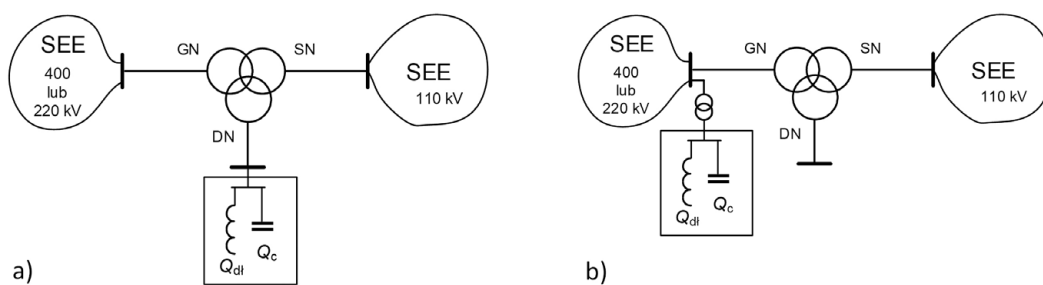 SEE
400
lub
220 kV
GN
SN
SEE
110 kV
DN
Qdł
Qc
a)
SEE
400
lub
220 kV
GN
SN
SEE
110 kV
DN
Qdł
Qc
b)